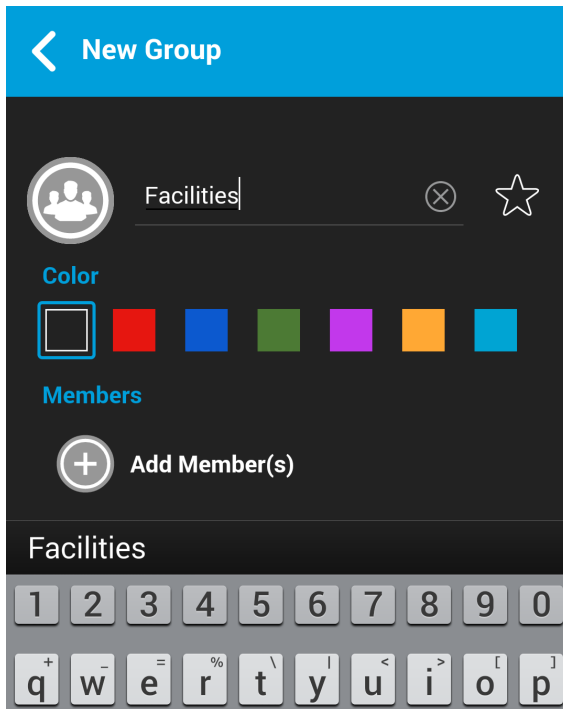 New Group
Facilities
Color
Members
Add Member(s)
Facilities
1 2 3 4 5 6 7 8 9 0
+ _ = % \ | < > [ ]
q w e r t y u i o p